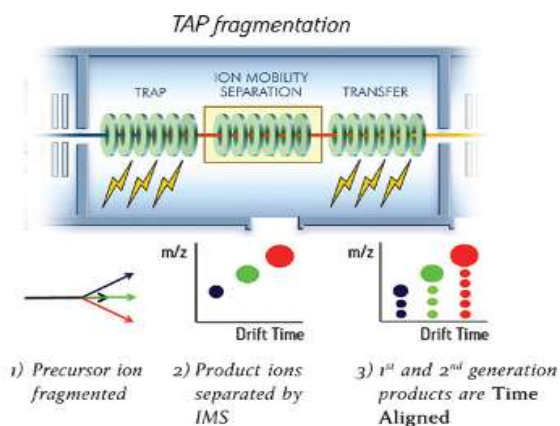 TAP fragmentation
TRAP
ION MOBILITY
SEPARATION
TRANSFER
m/z
Drift Time
m/z
Drift Time
1) Precursor ion
fragmented
2) Product ions
separated by
IMS
3) 1st and 2nd generation
products are Time
Aligned